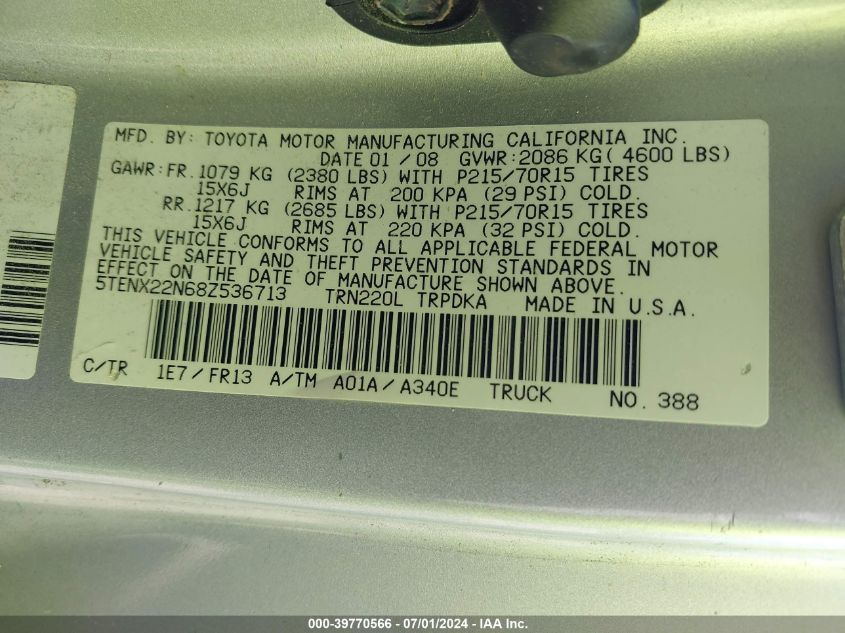 MFD. BY: TOYOTA MOTOR MANUFACTURING CALIFORNIA INC.
DATE 01 / 08 GVWR: 2086 KG ( 4600 LBS)
GAWR: FR. 1079 KG (2380 LBS) WITH P215/70R15 TIRES
15X6J RIMS AT 200 KPA (29 PSI) COLD.
RR. 1217 KG (2685 LBS) WITH P215/70R15 TIRES
15X6J RIMS AT 220 KPA (32 PSI) COLD.
THIS VEHICLE CONFORMS TO ALL APPLICABLE FEDERAL MOTOR
VEHICLE SAFETY AND THEFT PREVENTION STANDARDS IN
EFFECT ON THE DATE OF MANUFACTURE SHOWN ABOVE.
5TENX22N68Z536713 TRN220L TRPDKA MADE IN U.S.A.
C/TR 1E7 / FR13 A/TM A01A / A340E TRUCK NO. 388
000-39770566 - 07/01/2024 - IAA Inc.